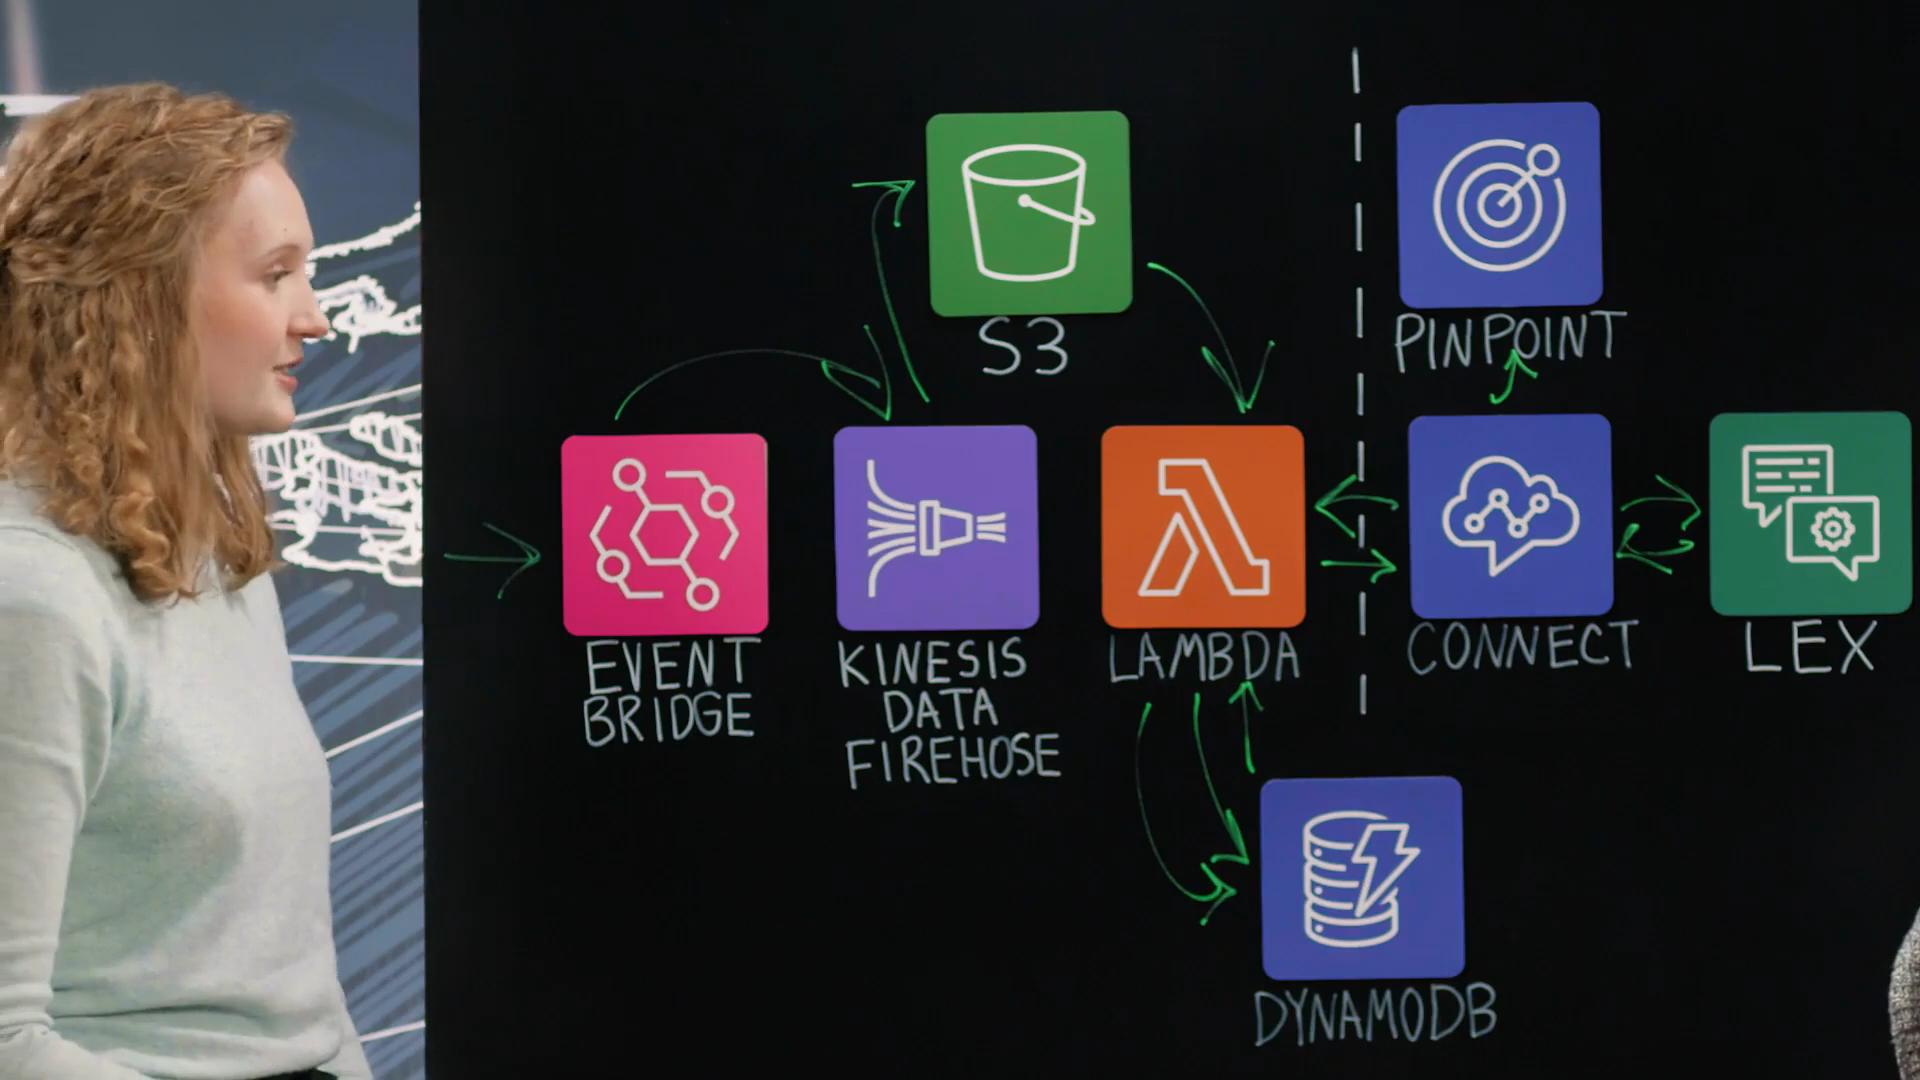 S3
PINPOINT
EVENT
BRIDGE
KINESIS
DATA
FIREHOSE
LAMBDA
CONNECT
LEX
DYNAMODB